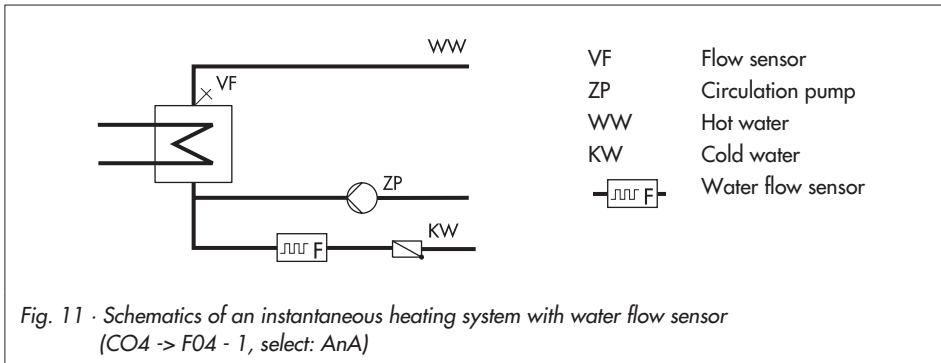 WW
VF
ZP
KW
F
VF Flow sensor
ZP Circulation pump
WW Hot water
KW Cold water
F Water flow sensor
Fig. 11 · Schematics of an instantaneous heating system with water flow sensor
(CO4 -> F04 - 1, select: AnA)